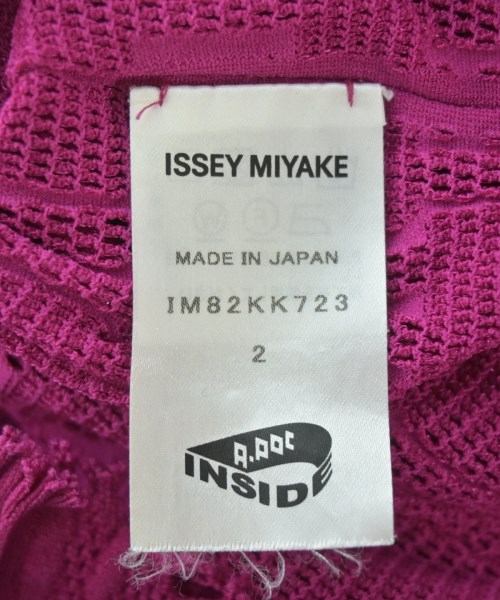 ISSEY MIYAKE
MADE IN JAPAN
IM82KK723
2
A.POC
INSIDE